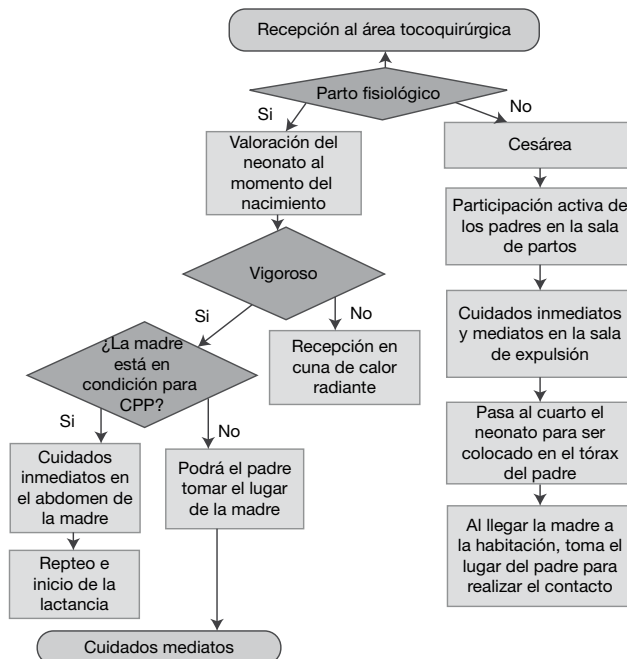 Recepción al área tocoquirúrgica
Parto fisiológico
Si
No
Valoración del
neonato al
momento del
nacimiento
Vigoroso
Si
No
¿La madre
está en
condición para
CPP?
Recepción en
cuna de calor
radiante
Si
No
Cuidados
inmediatos en
el abdomen de
la madre
Podrá el padre
tomar el lugar
de la madre
Repteo e
inicio de la
lactancia
Cuidados mediatos
Cesárea
Participación activa de
los padres en la sala
de partos
Cuidados inmediatos
y mediatos en la sala
de expulsión
Pasa al cuarto el
neonato para ser
colocado en el tórax
del padre
Al llegar la madre a
la habitación, toma el
lugar del padre para
realizar el contacto